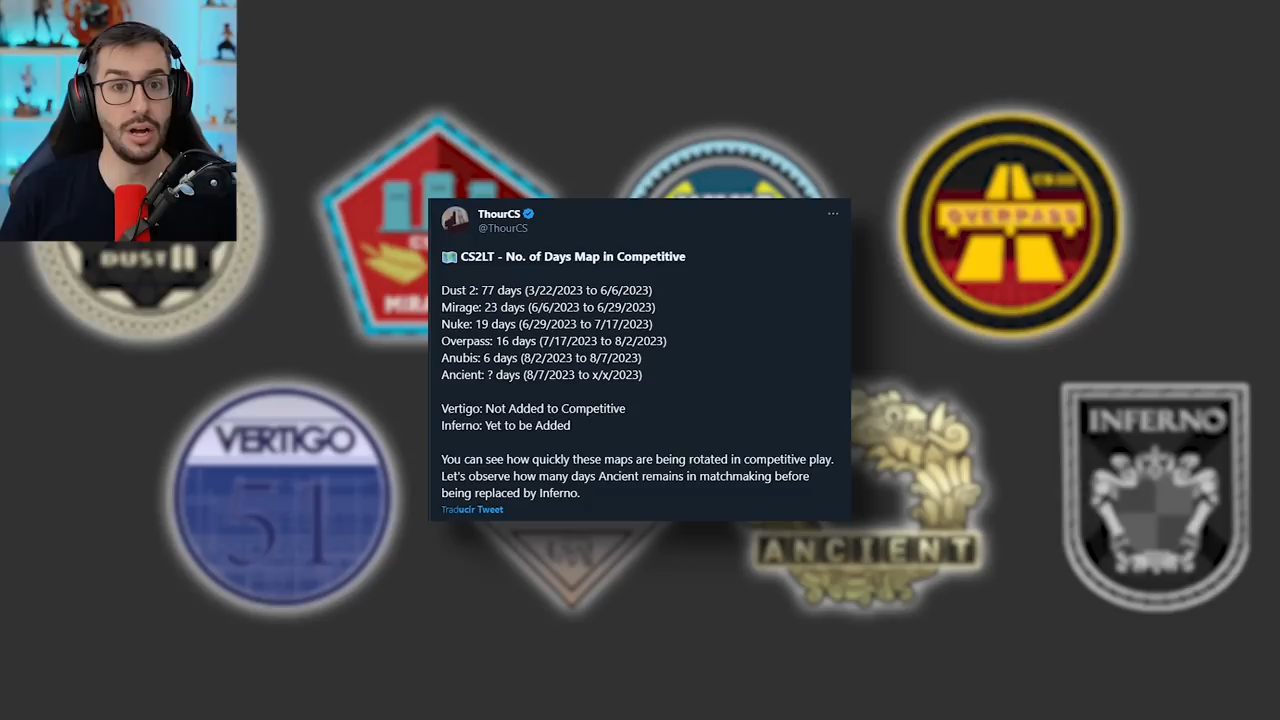 DUST II
OVERPASS
ThourCS
@ThourCS
CS2LT - No. of Days Map in Competitive
Dust 2: 77 days (3/22/2023 to 6/6/2023)
Mirage: 23 days (6/6/2023 to 6/29/2023)
Nuke: 19 days (6/29/2023 to 7/17/2023)
Overpass: 16 days (7/17/2023 to 8/2/2023)
Anubis: 6 days (8/2/2023 to 8/7/2023)
Ancient: ? days (8/7/2023 to x/x/2023)
Vertigo: Not Added to Competitive
Inferno: Yet to be Added
You can see how quickly these maps are being rotated in competitive play.
Let's observe how many days Ancient remains in matchmaking before
being replaced by Inferno.
Traducir Tweet
VERTIGO
51
ANCIENT
INFERNO